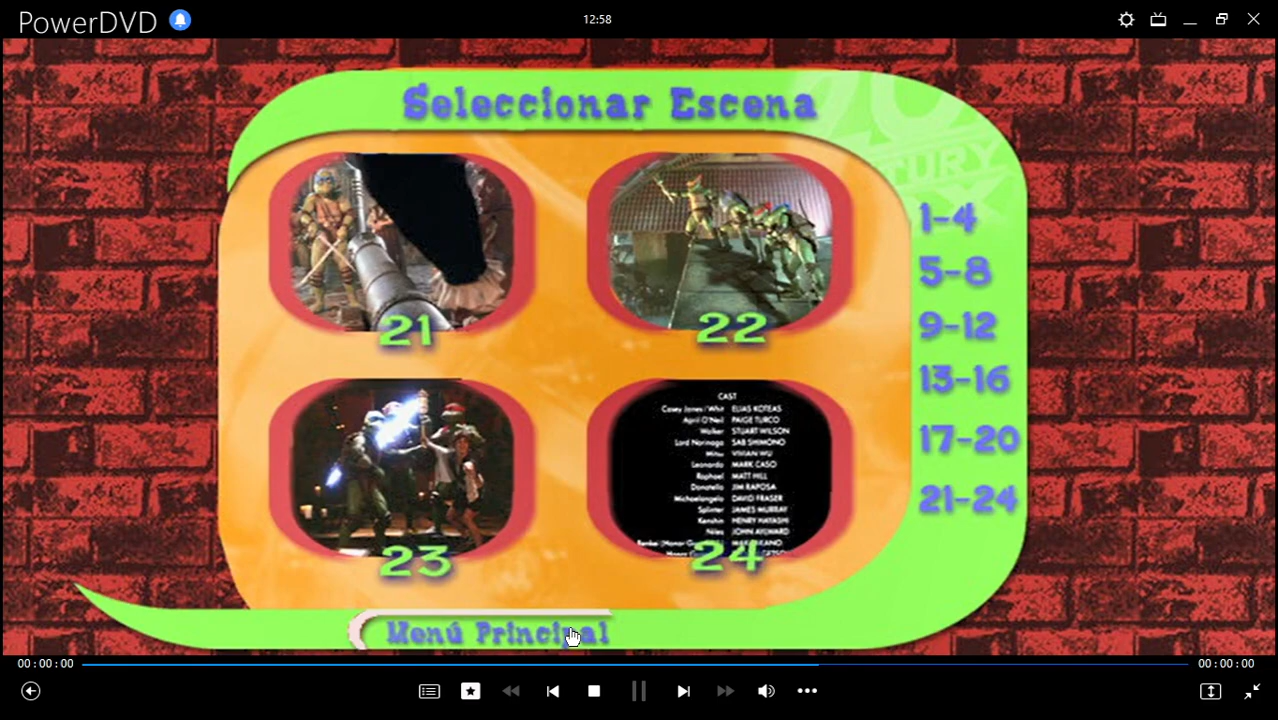 PowerDVD
12:58
Seleccionar Escena
20
TURY
21
22
1-4
5-8
9-12
13-16
17-20
21-24
CAST
Casey Jones/Whit ELIAS KOTEAS
April O'Neil PAIGE TURCO
Walker STUART WILSON
Lord Norinaga SAB SHIMONO
Mitsu VIVIAN WU
Leonardo MARK CASO
Raphael MATT HILL
Donatello JIM RAPOSA
Michaelangelo DAVID FRASER
Splinter JAMES MURRAY
Kenshin HENRY HAYASHI
Niles JOHN AYLWARD
23
24
Menú Principal
00:00:00
00:00:00